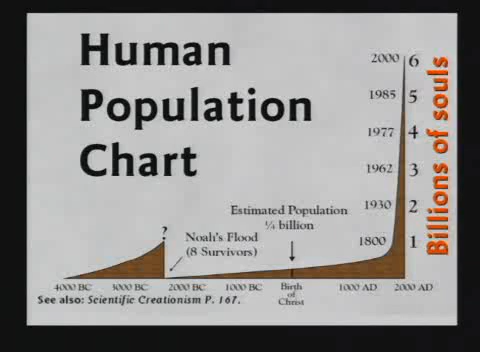 Human
Population
Chart
2000 6
1985 5
1977 4
1962 3
1930 2
1800 1
Billions of souls
Estimated Population
¼ billion
?
Noah's Flood
(8 Survivors)
4000 BC 3000 BC 2000 BC 1000 BC Birth of Christ 1000 AD 2000 AD
See also: Scientific Creationism P. 167.